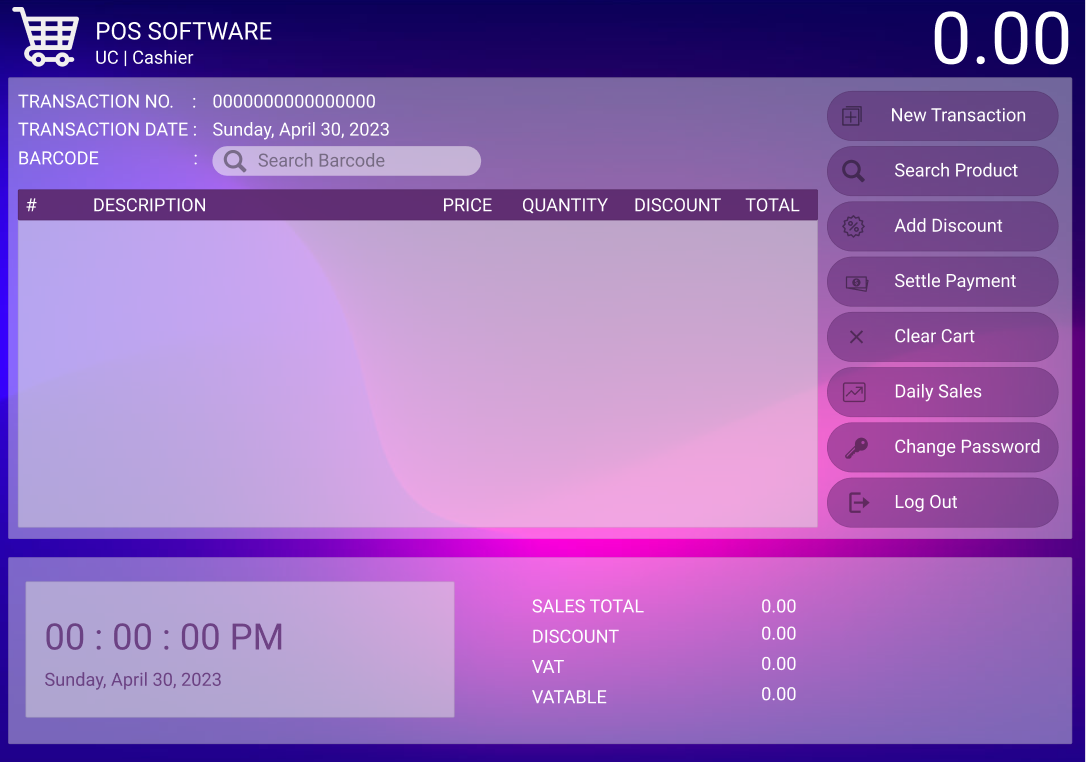 POS SOFTWARE
UC | Cashier
0.00
TRANSACTION NO. : 0000000000000000
TRANSACTION DATE : Sunday, April 30, 2023
BARCODE : Search Barcode
# DESCRIPTION PRICE QUANTITY DISCOUNT TOTAL
New Transaction
Search Product
Add Discount
Settle Payment
Clear Cart
Daily Sales
Change Password
Log Out
00 : 00 : 00 PM
Sunday, April 30, 2023
SALES TOTAL 0.00
DISCOUNT 0.00
VAT 0.00
VATABLE 0.00